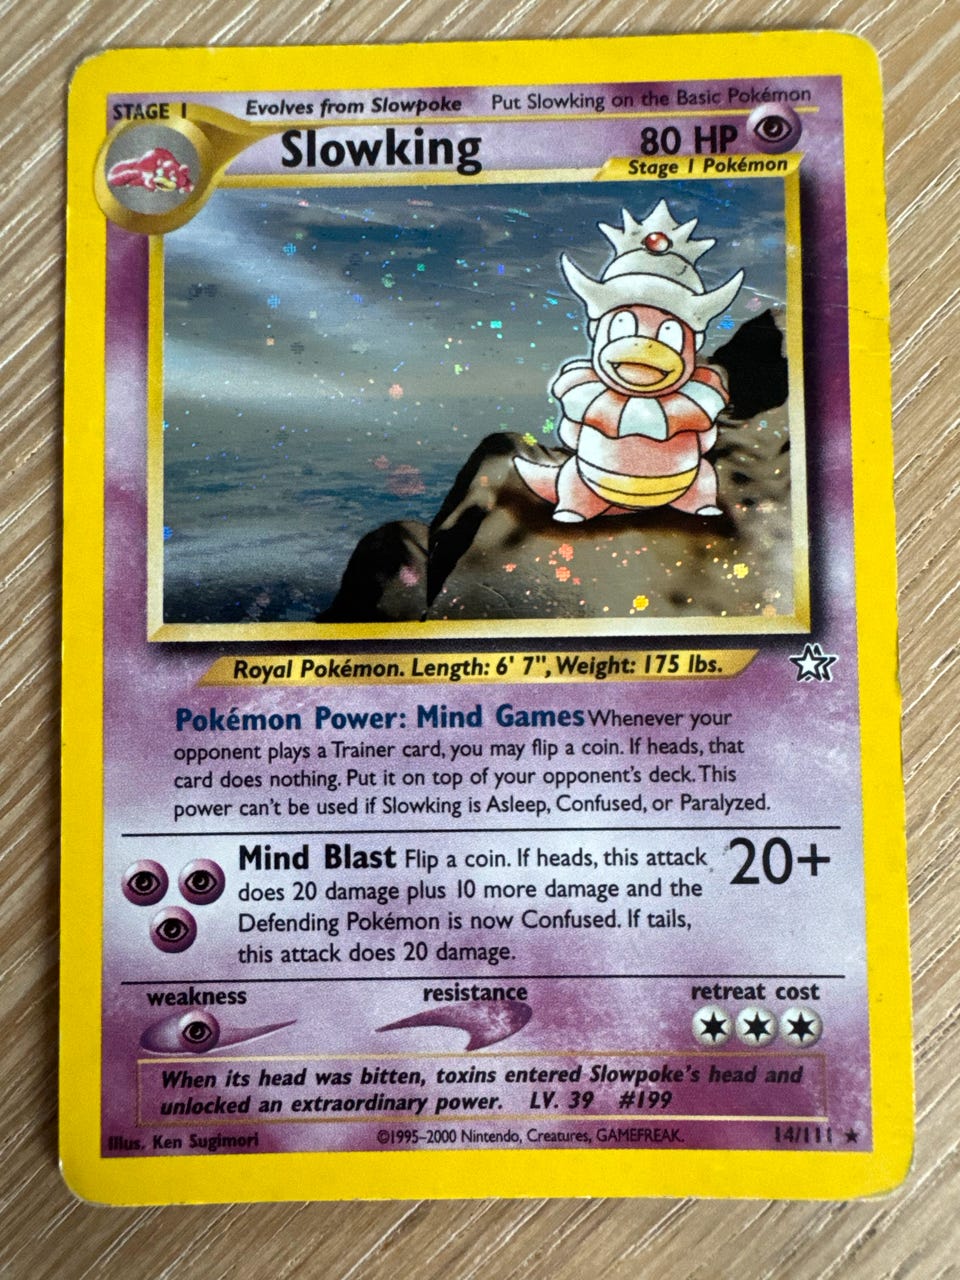 STAGE 1 Evolves from Slowpoke Put Slowking on the Basic Pokémon
Slowking 80 HP
Stage 1 Pokémon
Royal Pokémon. Length: 6' 7", Weight: 175 lbs.
Pokémon Power: Mind Games Whenever your
opponent plays a Trainer card, you may flip a coin. If heads, that
card does nothing. Put it on top of your opponent's deck. This
power can't be used if Slowking is Asleep, Confused, or Paralyzed.
Mind Blast Flip a coin. If heads, this attack 20+
does 20 damage plus 10 more damage and the
Defending Pokémon is now Confused. If tails,
this attack does 20 damage.
weakness resistance retreat cost
When its head was bitten, toxins entered Slowpoke's head and
unlocked an extraordinary power. LV. 39 #199
Illus. Ken Sugimori ©1995–2000 Nintendo, Creatures, GAMEFREAK. 14/111 ★